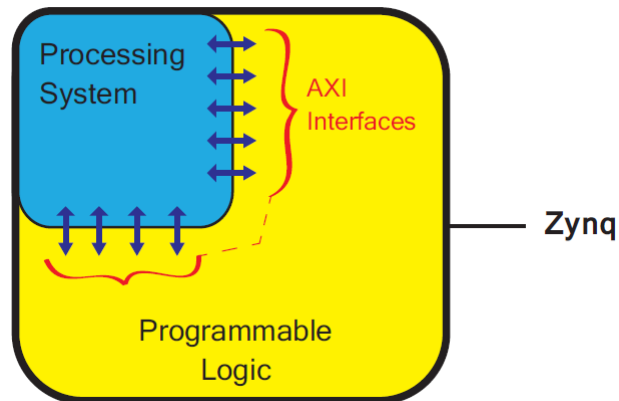 Processing
System
AXI
Interfaces
Zynq
Programmable
Logic